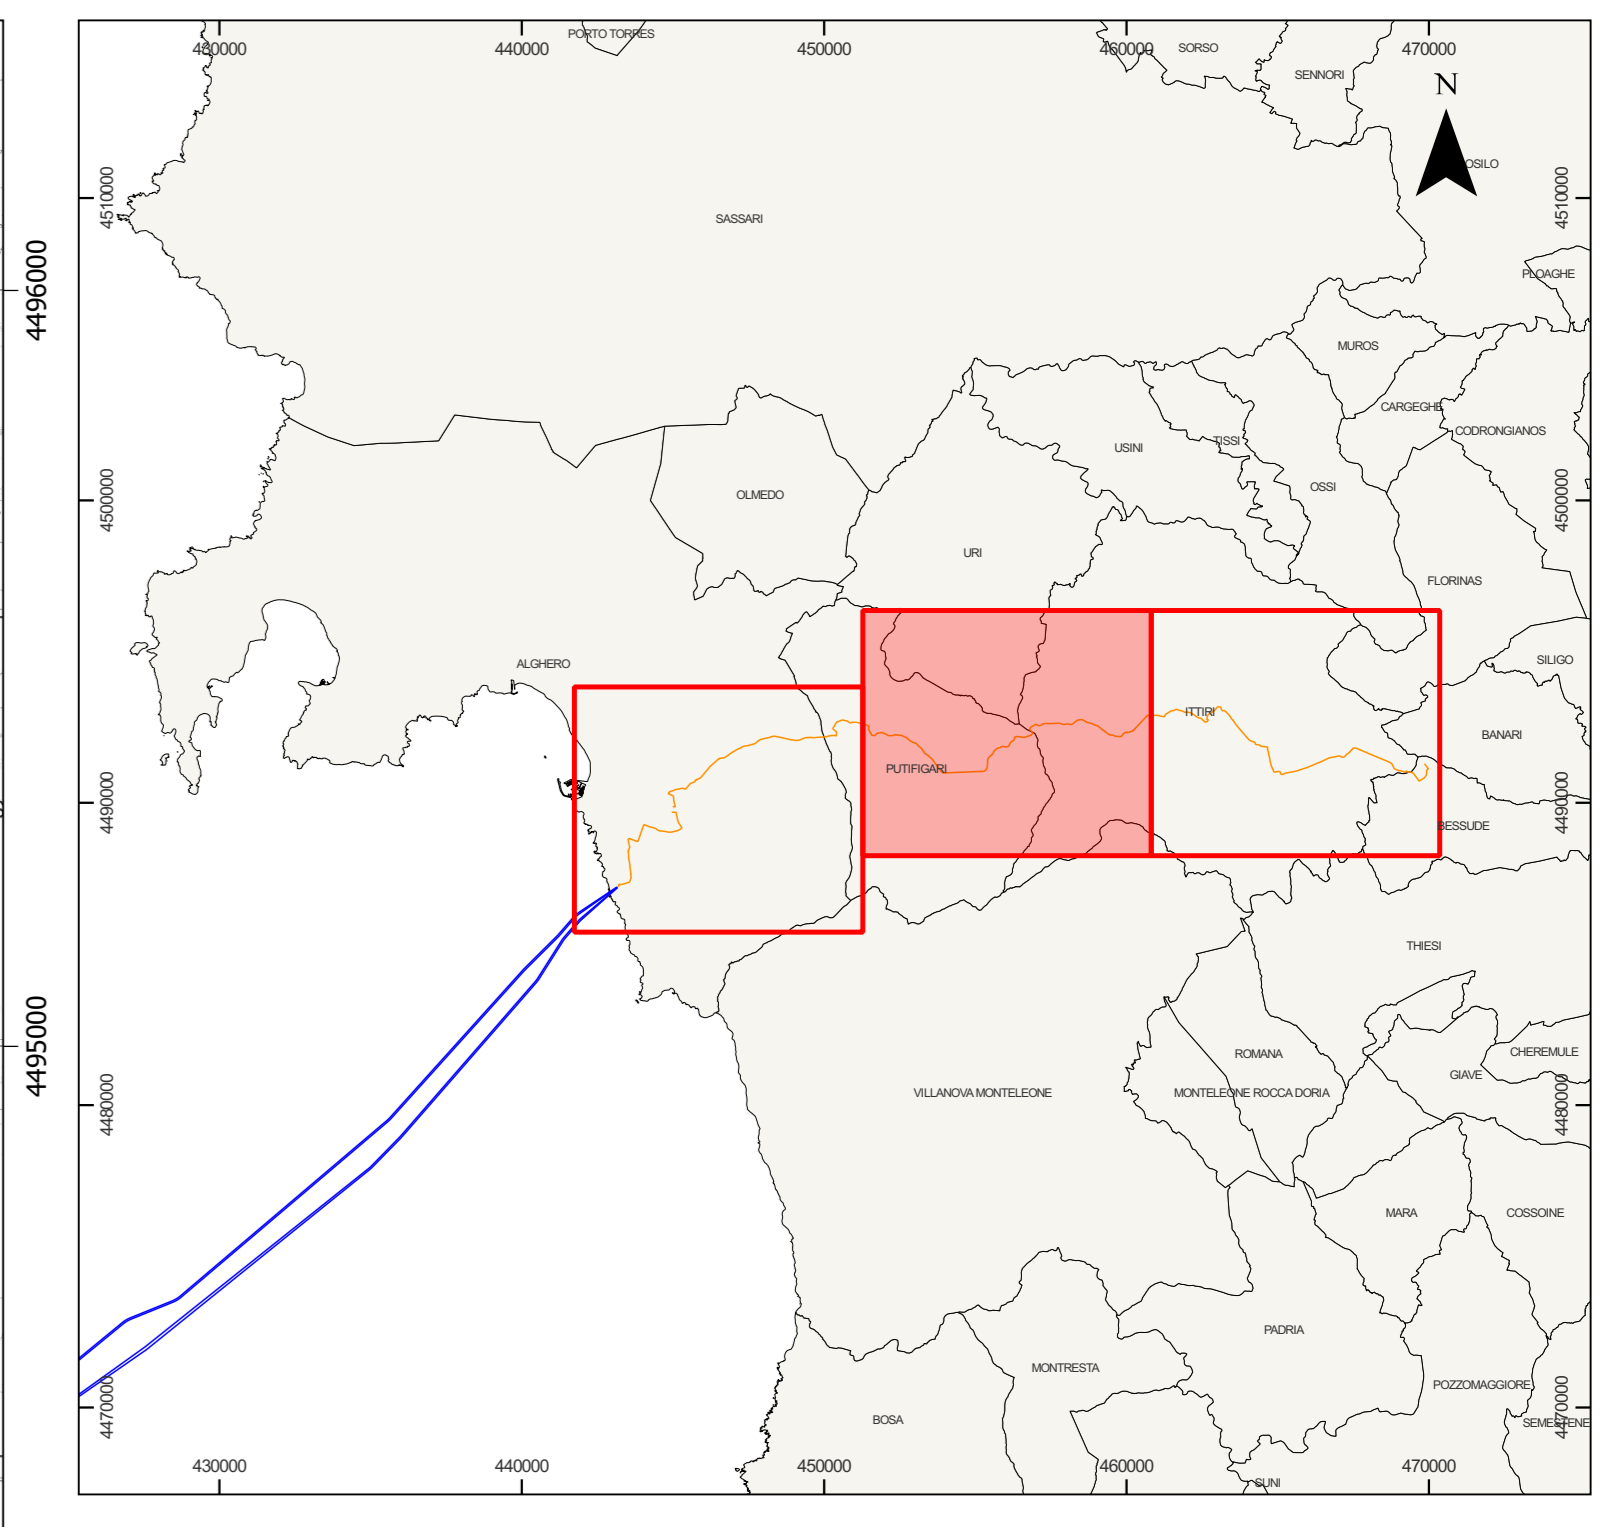 PORTO TORRES
430000 440000 450000 460000 470000
SORSO
SENNORI
N
OSILO
4510000
4510000
SASSARI
4496000
PLOAGHE
MUROS
CARGEGHE
CODRONGIANOS
TISSI
USINI
OSSI
OLMEDO
4500000
4500000
URI
FLORINAS
ALGHERO
SILIGO
ITTIRI
BANARI
PUTIFIGARI
4490000
4490000
BESSUDE
THIESI
4495000
ROMANA
CHEREMULE
GIAVE
VILLANOVA MONTELEONE
MONTELEONE ROCCA DORIA
4480000
4480000
MARA
COSSOINE
PADRIA
MONTRESTA
POZZOMAGGIORE
4470000
4470000
BOSA
SEMESTENE
430000 440000 450000 460000 470000
SUNI